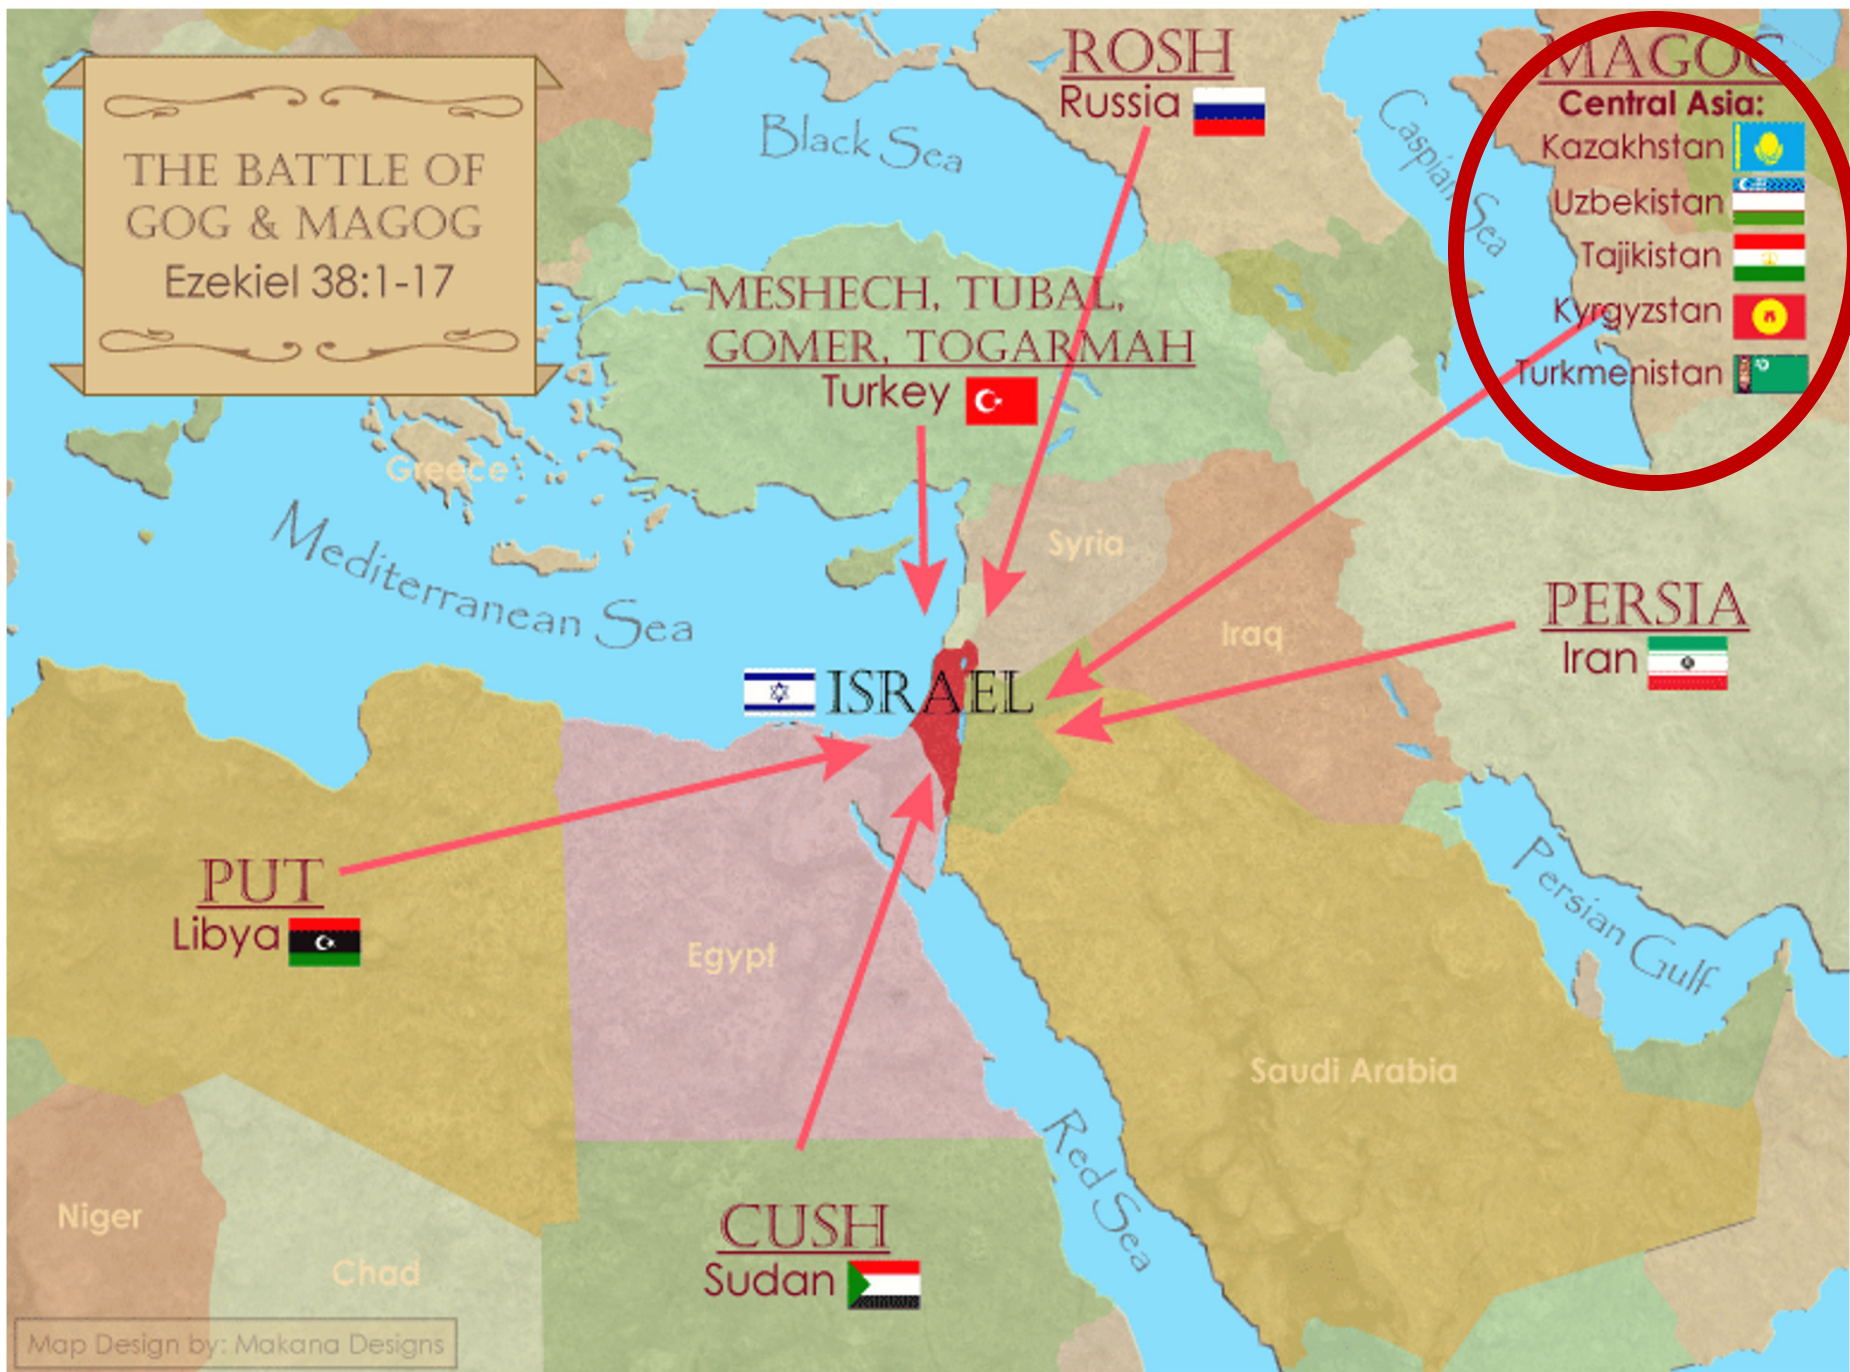 THE BATTLE OF
GOG & MAGOG
Ezekiel 38:1-17
ROSH
Russia
MAGOG
Central Asia:
Kazakhstan
Uzbekistan
Tajikistan
Kyrgyzstan
Turkmenistan
Black Sea
Caspian Sea
MESHECH, TUBAL,
GOMER, TOGARMAH
Turkey
Greece
Mediterranean Sea
Syria
Iraq
PERSIA
Iran
ISRAEL
PUT
Libya
Egypt
Persian Gulf
Saudi Arabia
Red Sea
Niger
Chad
CUSH
Sudan
Map Design by: Makana Designs